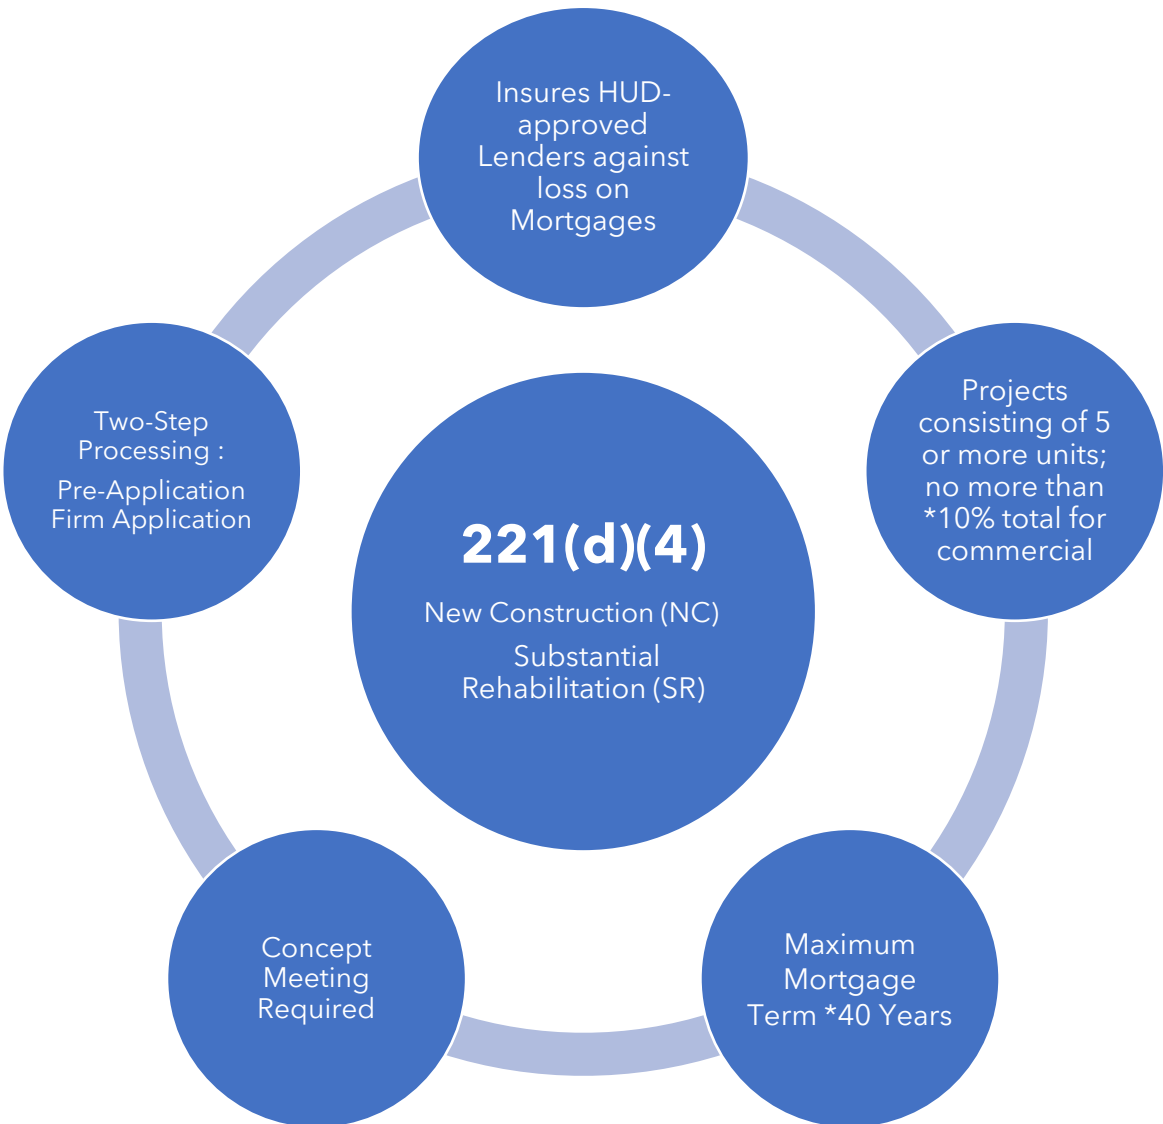 Insures HUD-
approved
Lenders against
loss on
Mortgages
Projects
consisting of 5
or more units;
no more than
*10% total for
commercial
Maximum
Mortgage
Term *40 Years
Concept
Meeting
Required
Two-Step
Processing :
Pre-Application
Firm Application
221(d)(4)
New Construction (NC)
Substantial
Rehabilitation (SR)